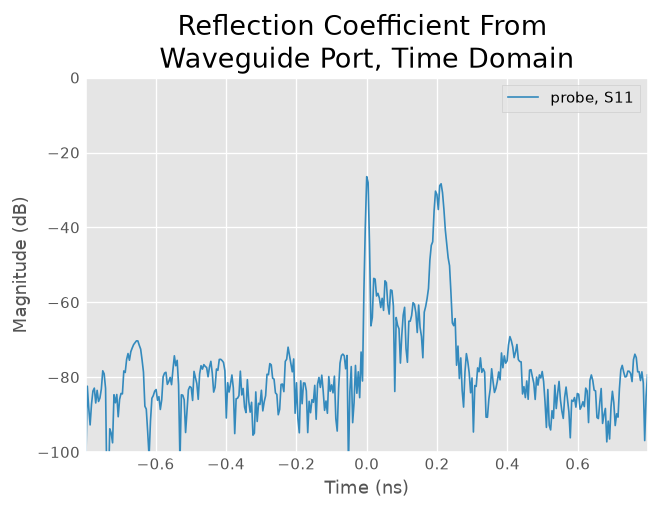 Reflection Coefficient From
Waveguide Port, Time Domain
probe, S11
Magnitude (dB)
0
−20
−40
−60
−80
−100
−0.6
−0.4
−0.2
0.0
0.2
0.4
0.6
Time (ns)